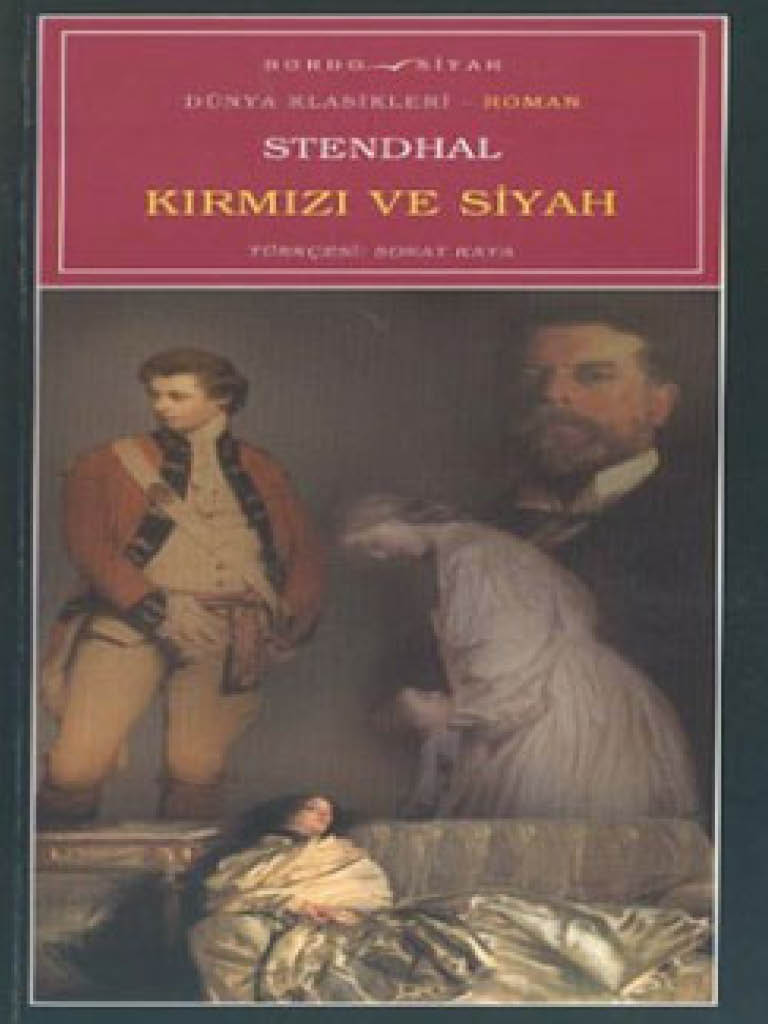 BORDO SİYAH
DÜNYA KLASİKLERİ - ROMAN
STENDHAL
KIRMIZI VE SİYAH
TÜRKÇESİ: SONAT KAYA